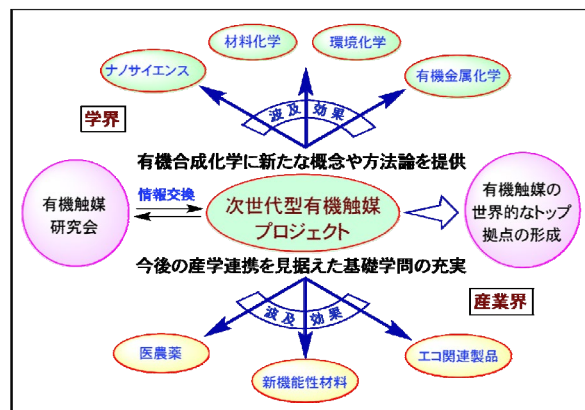 材料化学
環境化学
ナノサイエンス
有機金属化学
波及効果
学界
有機合成化学に新たな概念や方法論を提供
有機触媒
研究会
情報交換
次世代型有機触媒
プロジェクト
有機触媒の
世界的なトップ
拠点の形成
今後の産学連携を見据えた基礎学問の充実
産業界
波及効果
医農薬
新機能性材料
エコ関連製品